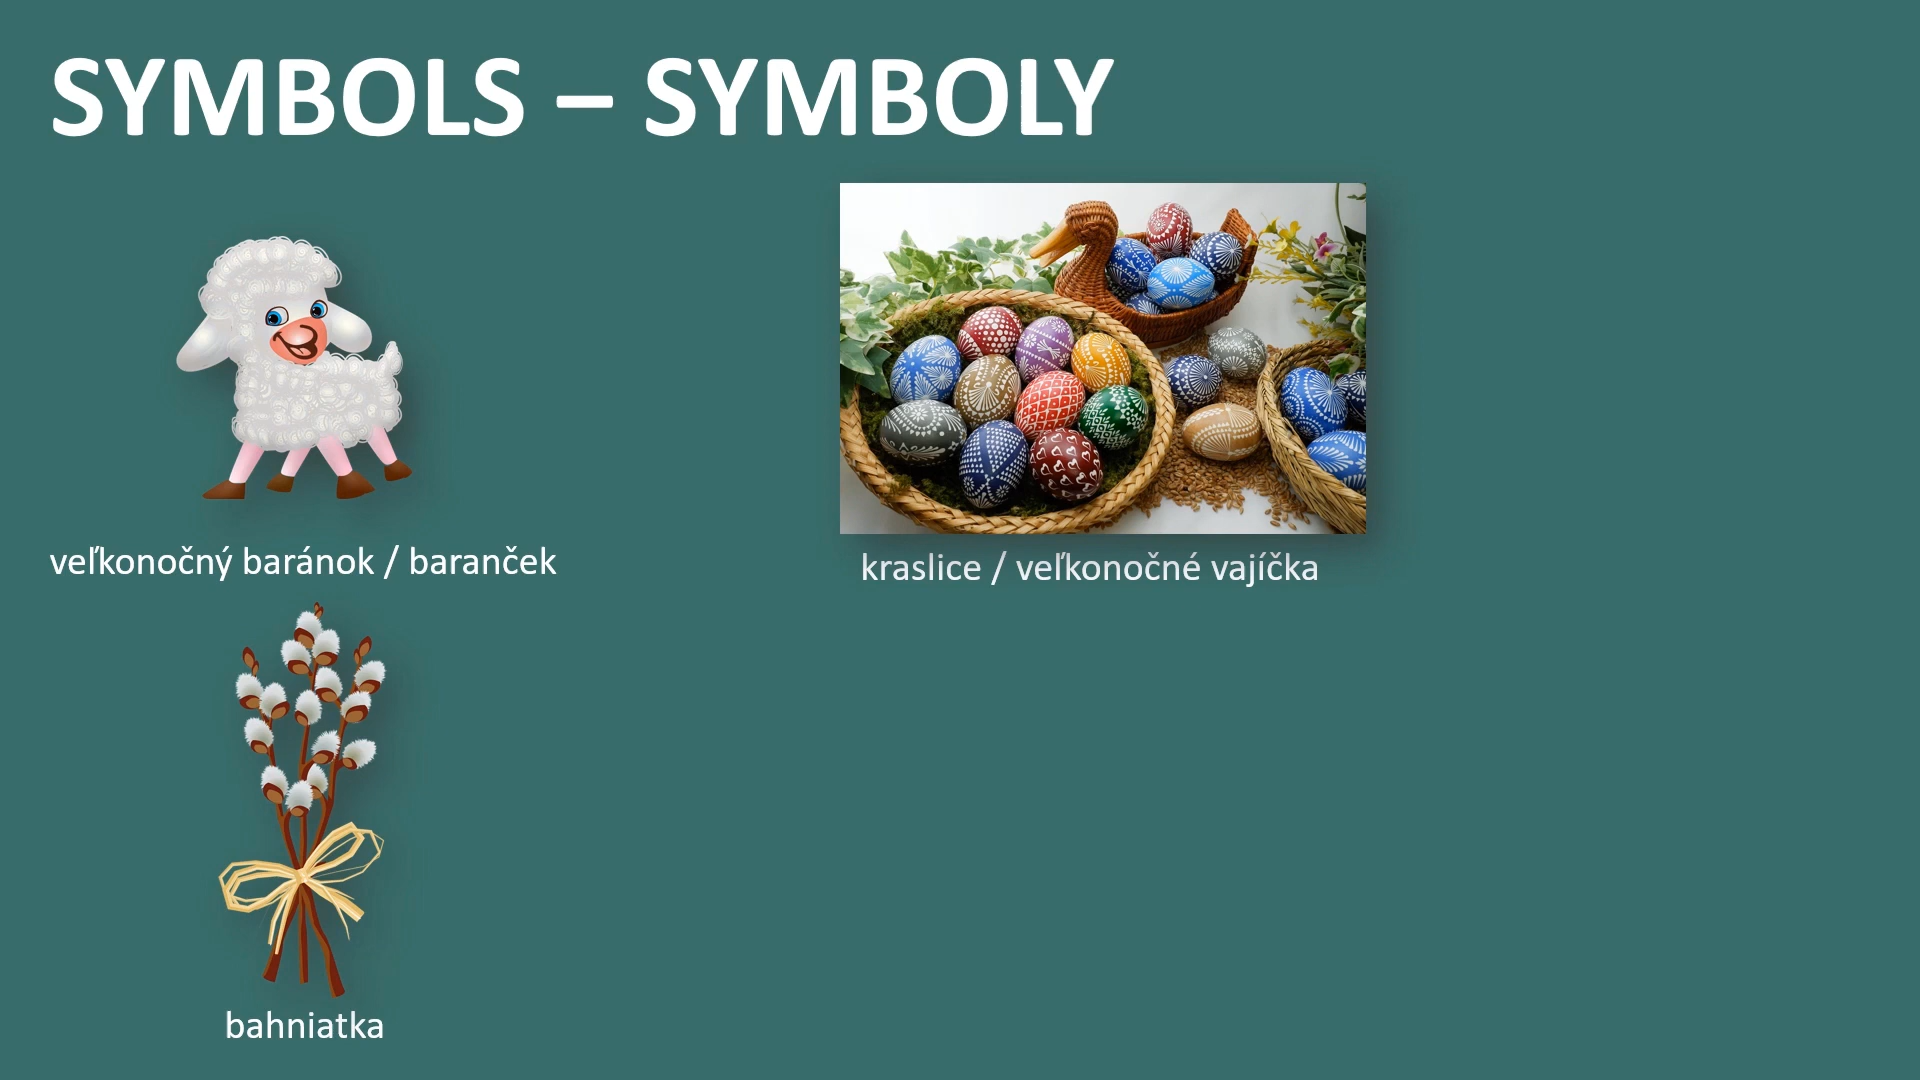 SYMBOLS – SYMBOLY
veľkonočný baránok / baranček
kraslice / veľkonočné vajíčka
bahniatka